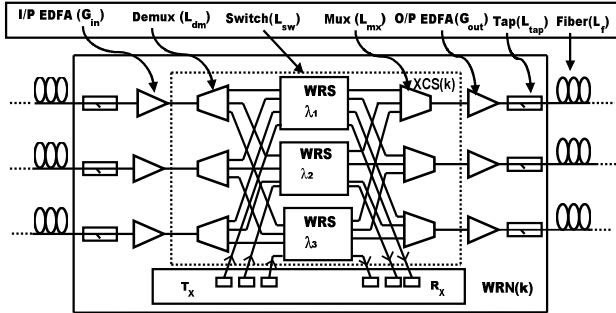 I/P EDFA (G_in) Demux (L_dm) Switch(L_sw) Mux (L_mx) O/P EDFA(G_out) Tap(L_tap) Fiber(L_f)
XCS(k)
WRS
λ1
WRS
λ2
WRS
λ3
T_X R_X WRN(k)